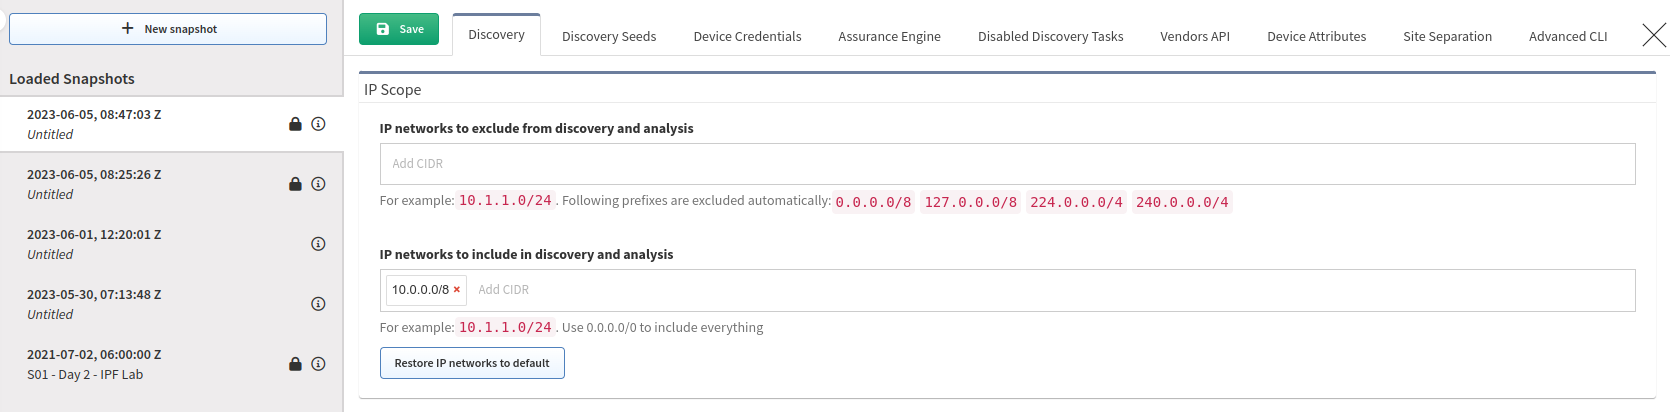 New snapshot
Loaded Snapshots
2023-06-05, 08:47:03 Z
Untitled
2023-06-05, 08:25:26 Z
Untitled
2023-06-01, 12:20:01 Z
Untitled
2023-05-30, 07:13:48 Z
Untitled
2021-07-02, 06:00:00 Z
S01 - Day 2 - IPF Lab
Save Discovery Discovery Seeds Device Credentials Assurance Engine Disabled Discovery Tasks Vendors API Device Attributes Site Separation Advanced CLI
IP Scope
IP networks to exclude from discovery and analysis
Add CIDR
For example: 10.1.1.0/24 . Following prefixes are excluded automatically: 0.0.0.0/8 127.0.0.0/8 224.0.0.0/4 240.0.0.0/4
IP networks to include in discovery and analysis
10.0.0.0/8 × Add CIDR
For example: 10.1.1.0/24 . Use 0.0.0.0/0 to include everything
Restore IP networks to default